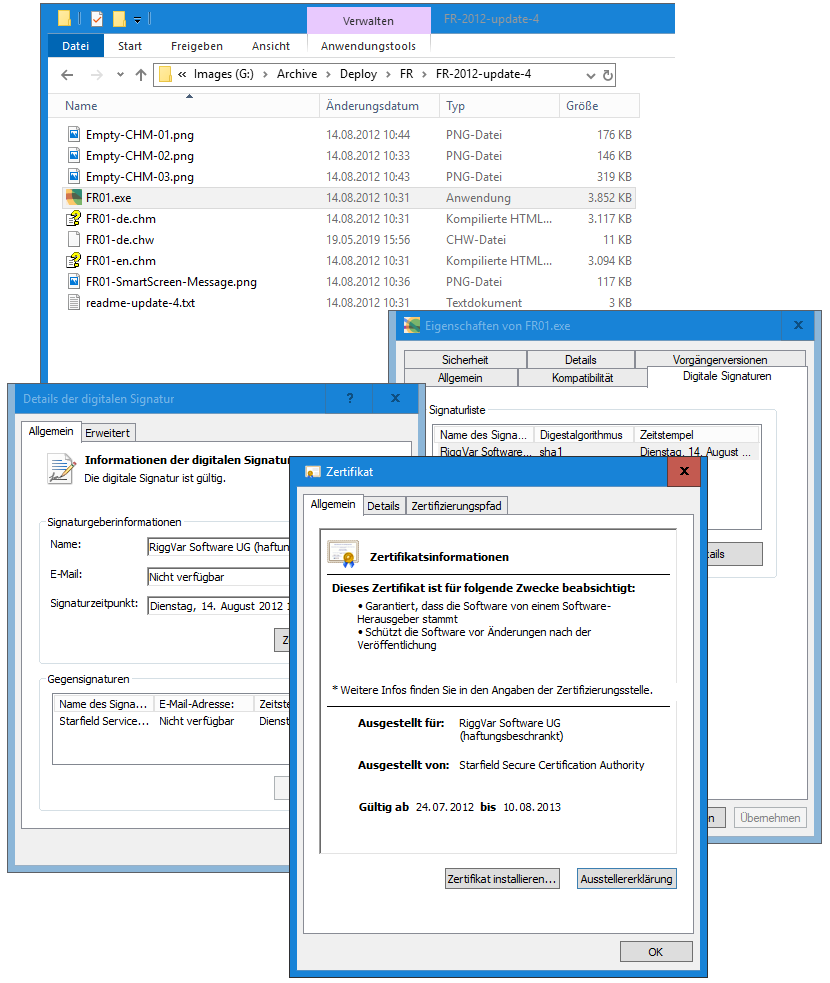 Verwalten
FR-2012-update-4
Datei Start Freigeben Ansicht Anwendungstools
« Images (G:) > Archive > Deploy > FR > FR-2012-update-4
Name Änderungsdatum Typ Größe
Empty-CHM-01.png 14.08.2012 10:44 PNG-Datei 176 KB
Empty-CHM-02.png 14.08.2012 10:33 PNG-Datei 146 KB
Empty-CHM-03.png 14.08.2012 10:43 PNG-Datei 319 KB
FR01.exe 14.08.2012 10:31 Anwendung 3.852 KB
FR01-de.chm 14.08.2012 10:31 Kompilierte HTML... 3.117 KB
FR01-de.chw 19.05.2019 15:56 CHW-Datei 11 KB
FR01-en.chm 14.08.2012 10:31 Kompilierte HTML... 3.094 KB
FR01-SmartScreen-Message.png 14.08.2012 10:36 PNG-Datei 117 KB
readme-update-4.txt 14.08.2012 10:31 Textdokument 3 KB
Eigenschaften von FR01.exe X
Sicherheit Details Vorgängerversionen
Allgemein Kompatibilität Digitale Signaturen
Signaturliste
Name des Signa... Digestalgorithmus Zeitstempel
RiggVar Software... sha1 Dienstag, 14. August ...
Übernehmen
Details der digitalen Signatur ? X
Allgemein Erweitert
Informationen der digitalen Signatur
Die digitale Signatur ist gültig.
Signaturgeberinformationen
Name: RiggVar Software UG (haftun
E-Mail: Nicht verfügbar
Signaturzeitpunkt: Dienstag, 14. August 2012 1
Gegensignaturen
Name des Signa... E-Mail-Adresse: Zeitst
Starfield Service... Nicht verfügbar Dienst
Zertifikat X
Allgemein Details Zertifizierungspfad
Zertifikatsinformationen
Dieses Zertifikat ist für folgende Zwecke beabsichtigt:
• Garantiert, dass die Software von einem Software-
Herausgeber stammt
• Schützt die Software vor Änderungen nach der
Veröffentlichung
* Weitere Infos finden Sie in den Angaben der Zertifizierungsstelle.
Ausgestellt für: RiggVar Software UG
(haftungsbeschrankt)
Ausgestellt von: Starfield Secure Certification Authority
Gültig ab 24.07.2012 bis 10.08.2013
Zertifikat installieren... Ausstellererklärung
OK